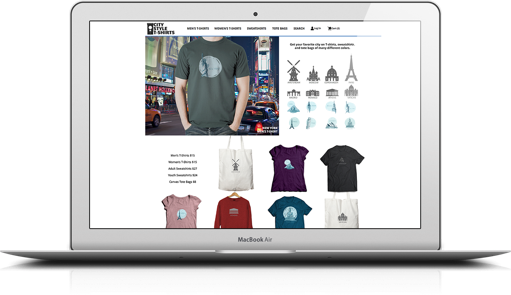 CITY
STYLE
T-SHIRTS
MEN'S T-SHIRTS WOMEN'S T-SHIRTS SWEATSHIRTS TOTE BAGS SEARCH Log In Cart (0)
Get your favorite city on T-shirts, sweatshirts
and tote bags of many different colors.
NEW YORK
Men's T-Shirts $15
Women's T-Shirts $15
Adult Sweatshirts $27
Youth Sweatshirts $24
Canvas Tote Bags $8
MacBook Air